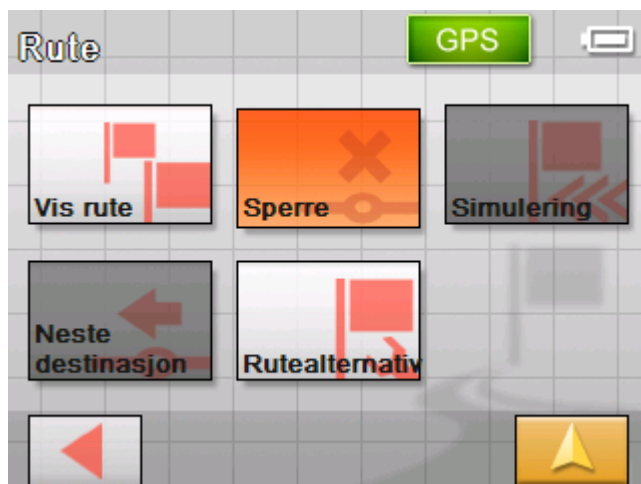 Rute
GPS
Vis rute
Sperre
Simulering
Neste
destinasjon
Rutealternativ